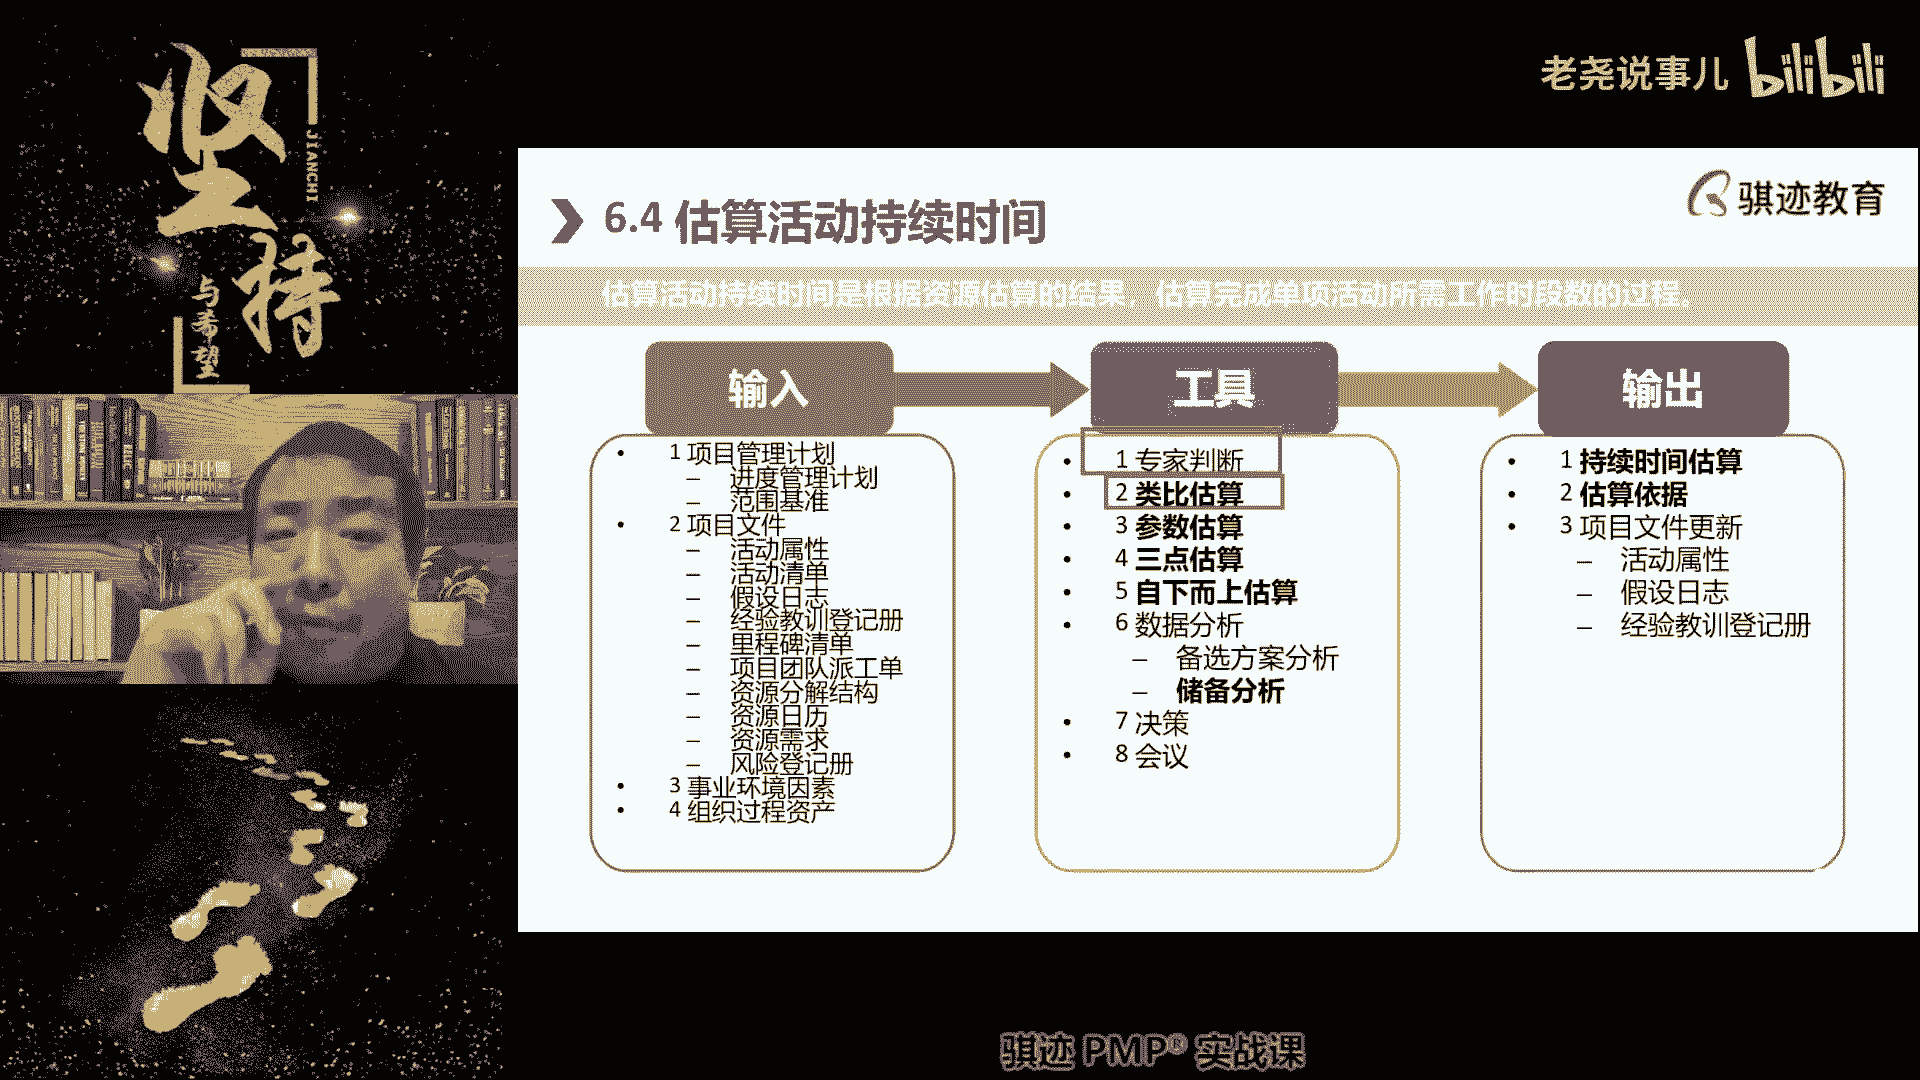 坚持
JIANCHI
与希望
老尧说事儿 bilibili
骐迹教育
6.4 估算活动持续时间
估算活动持续时间是根据资源估算的结果，估算完成单项活动所需工作时段数的过程。
输入
• 1 项目管理计划
– 进度管理计划
– 范围基准
• 2 项目文件
– 活动属性
– 活动清单
– 假设日志
– 经验教训登记册
– 里程碑清单
– 项目团队派工单
– 资源分解结构
– 资源日历
– 资源需求
– 风险登记册
• 3 事业环境因素
• 4 组织过程资产
工具
• 1 专家判断
• 2 类比估算
• 3 参数估算
• 4 三点估算
• 5 自下而上估算
• 6 数据分析
– 备选方案分析
– 储备分析
• 7 决策
• 8 会议
输出
• 1 持续时间估算
• 2 估算依据
• 3 项目文件更新
– 活动属性
– 假设日志
– 经验教训登记册
骐迹 PMP® 实战课